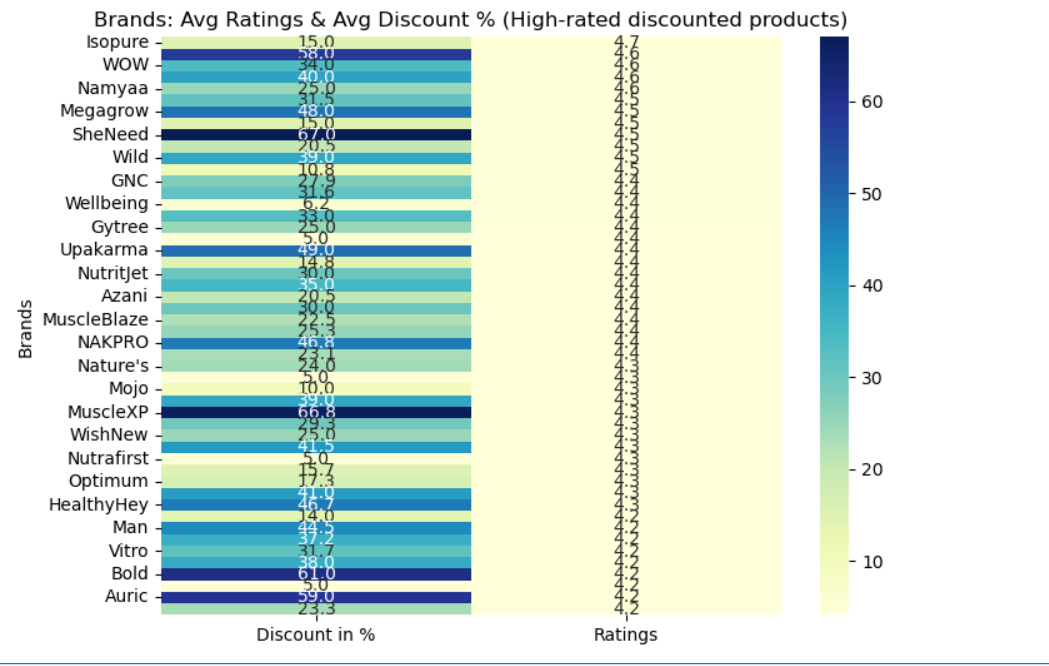 Brands: Avg Ratings & Avg Discount % (High-rated discounted products)
Isopure 15.0 4.7
58.0 4.6
WOW 34.0 4.6
40.0 4.6
Namyaa 25.0 4.6
31.5 4.5
Megagrow 48.0 4.5
15.0 4.5
SheNeed 67.0 4.5
20.5 4.5
Wild 39.0 4.5
10.8 4.5
GNC 27.9 4.4
31.6 4.4
Wellbeing 6.2 4.4
33.0 4.4
Gytree 25.0 4.4
5.0 4.4
Upakarma 49.0 4.4
14.8 4.4
NutritJet 30.0 4.4
35.0 4.4
Azani 20.5 4.4
30.0 4.4
MuscleBlaze 22.5 4.4
25.3 4.4
NAKPRO 46.8 4.4
23.1 4.4
Nature's 24.0 4.3
5.0 4.3
Mojo 10.0 4.3
39.0 4.3
MuscleXP 66.8 4.3
29.3 4.3
WishNew 25.0 4.3
41.5 4.3
Nutrafirst 5.0 4.3
15.7 4.3
Optimum 17.3 4.3
41.0 4.3
HealthyHey 46.7 4.3
14.0 4.2
Man 44.5 4.2
37.2 4.2
Vitro 31.7 4.2
38.0 4.2
Bold 61.0 4.2
5.0 4.2
Auric 59.0 4.2
23.3 4.2
Brands
Discount in % Ratings
60
50
40
30
20
10